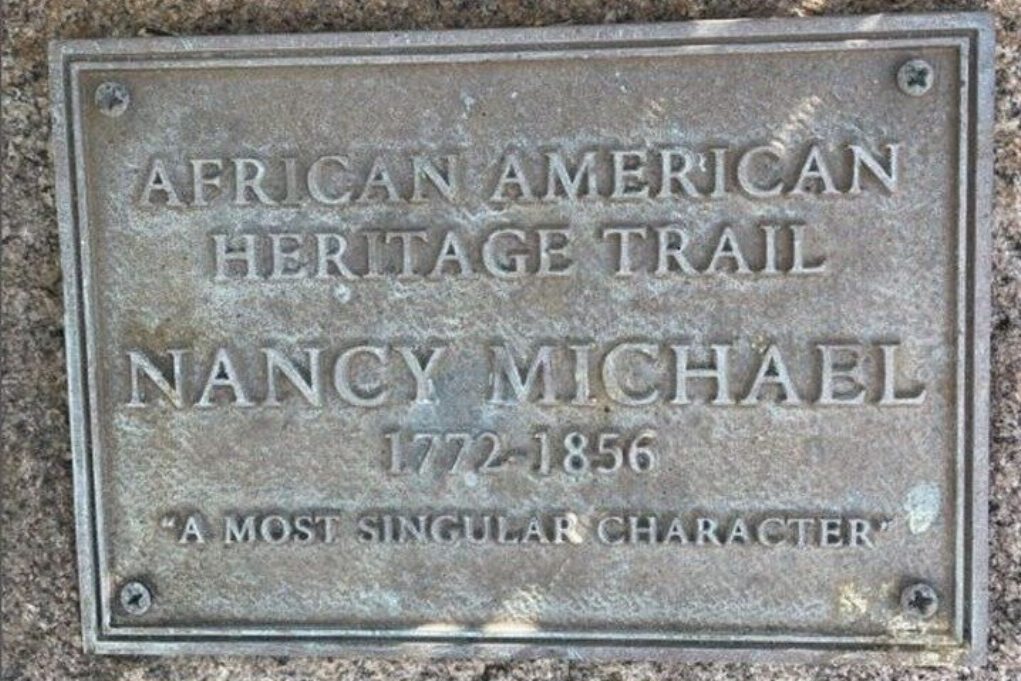 AFRICAN AMERICAN
HERITAGE TRAIL
NANCY MICHAEL
1772-1856
"A MOST SINGULAR CHARACTER"